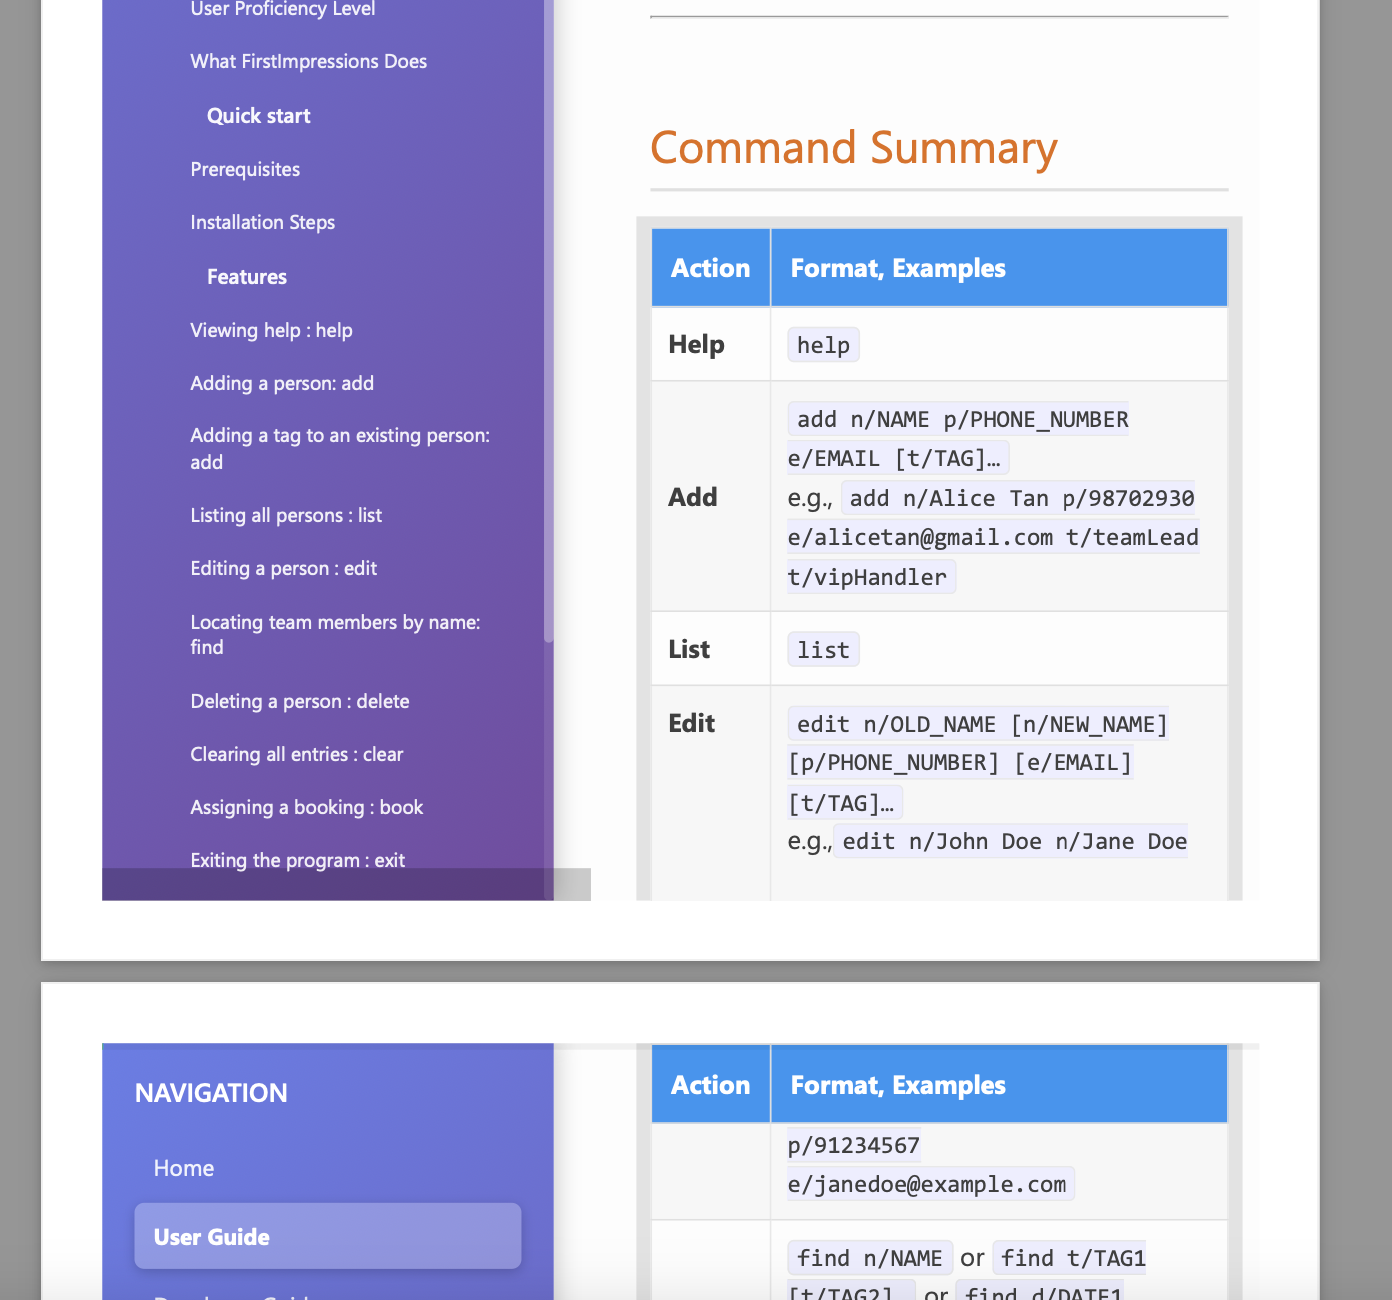 User Proficiency Level
What FirstImpressions Does
Quick start
Prerequisites
Installation Steps
Features
Viewing help : help
Adding a person: add
Adding a tag to an existing person:
add
Listing all persons : list
Editing a person : edit
Locating team members by name:
find
Deleting a person : delete
Clearing all entries : clear
Assigning a booking : book
Exiting the program : exit
Command Summary
Action Format, Examples
Help help
add n/NAME p/PHONE_NUMBER
e/EMAIL [t/TAG]…
Add e.g., add n/Alice Tan p/98702930
e/alicetan@gmail.com t/teamLead
t/vipHandler
List list
Edit edit n/OLD_NAME [n/NEW_NAME]
[p/PHONE_NUMBER] [e/EMAIL]
[t/TAG]…
e.g., edit n/John Doe n/Jane Doe
NAVIGATION
Home
User Guide
Action Format, Examples
p/91234567
e/janedoe@example.com
find n/NAME or find t/TAG1
[t/TAG2] or find d/DATE1